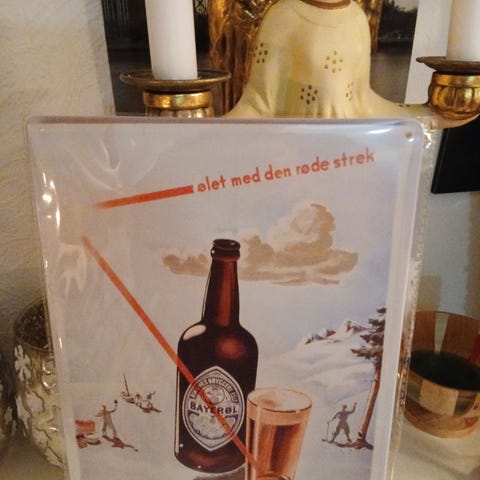 ølet med den røde strek
BAYERØL